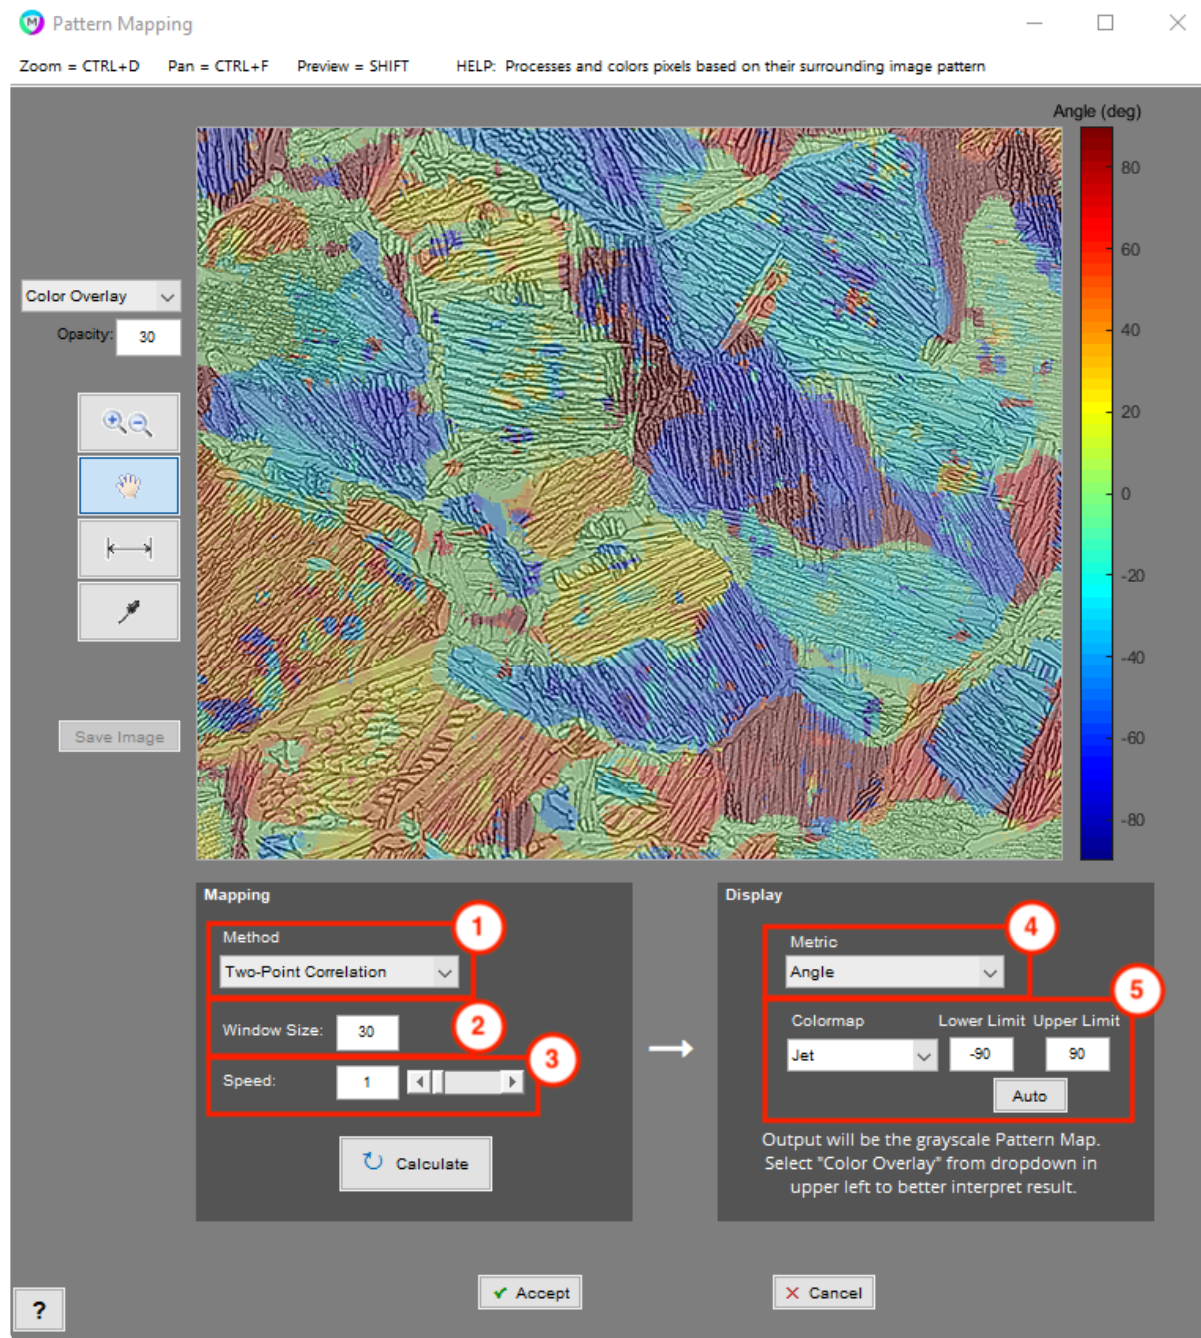 Pattern Mapping
Zoom = CTRL+D Pan = CTRL+F Preview = SHIFT HELP: Processes and colors pixels based on their surrounding image pattern
Angle (deg)
80
60
40
20
0
-20
-40
-60
-80
Color Overlay
Opacity: 30
Save Image
Mapping
1
Method
Two-Point Correlation
2
Window Size: 30
3
Speed: 1
Calculate
Display
4
Metric
Angle
5
Colormap Lower Limit Upper Limit
Jet -90 90
Auto
Output will be the grayscale Pattern Map.
Select "Color Overlay" from dropdown in
upper left to better interpret result.
Accept Cancel
?